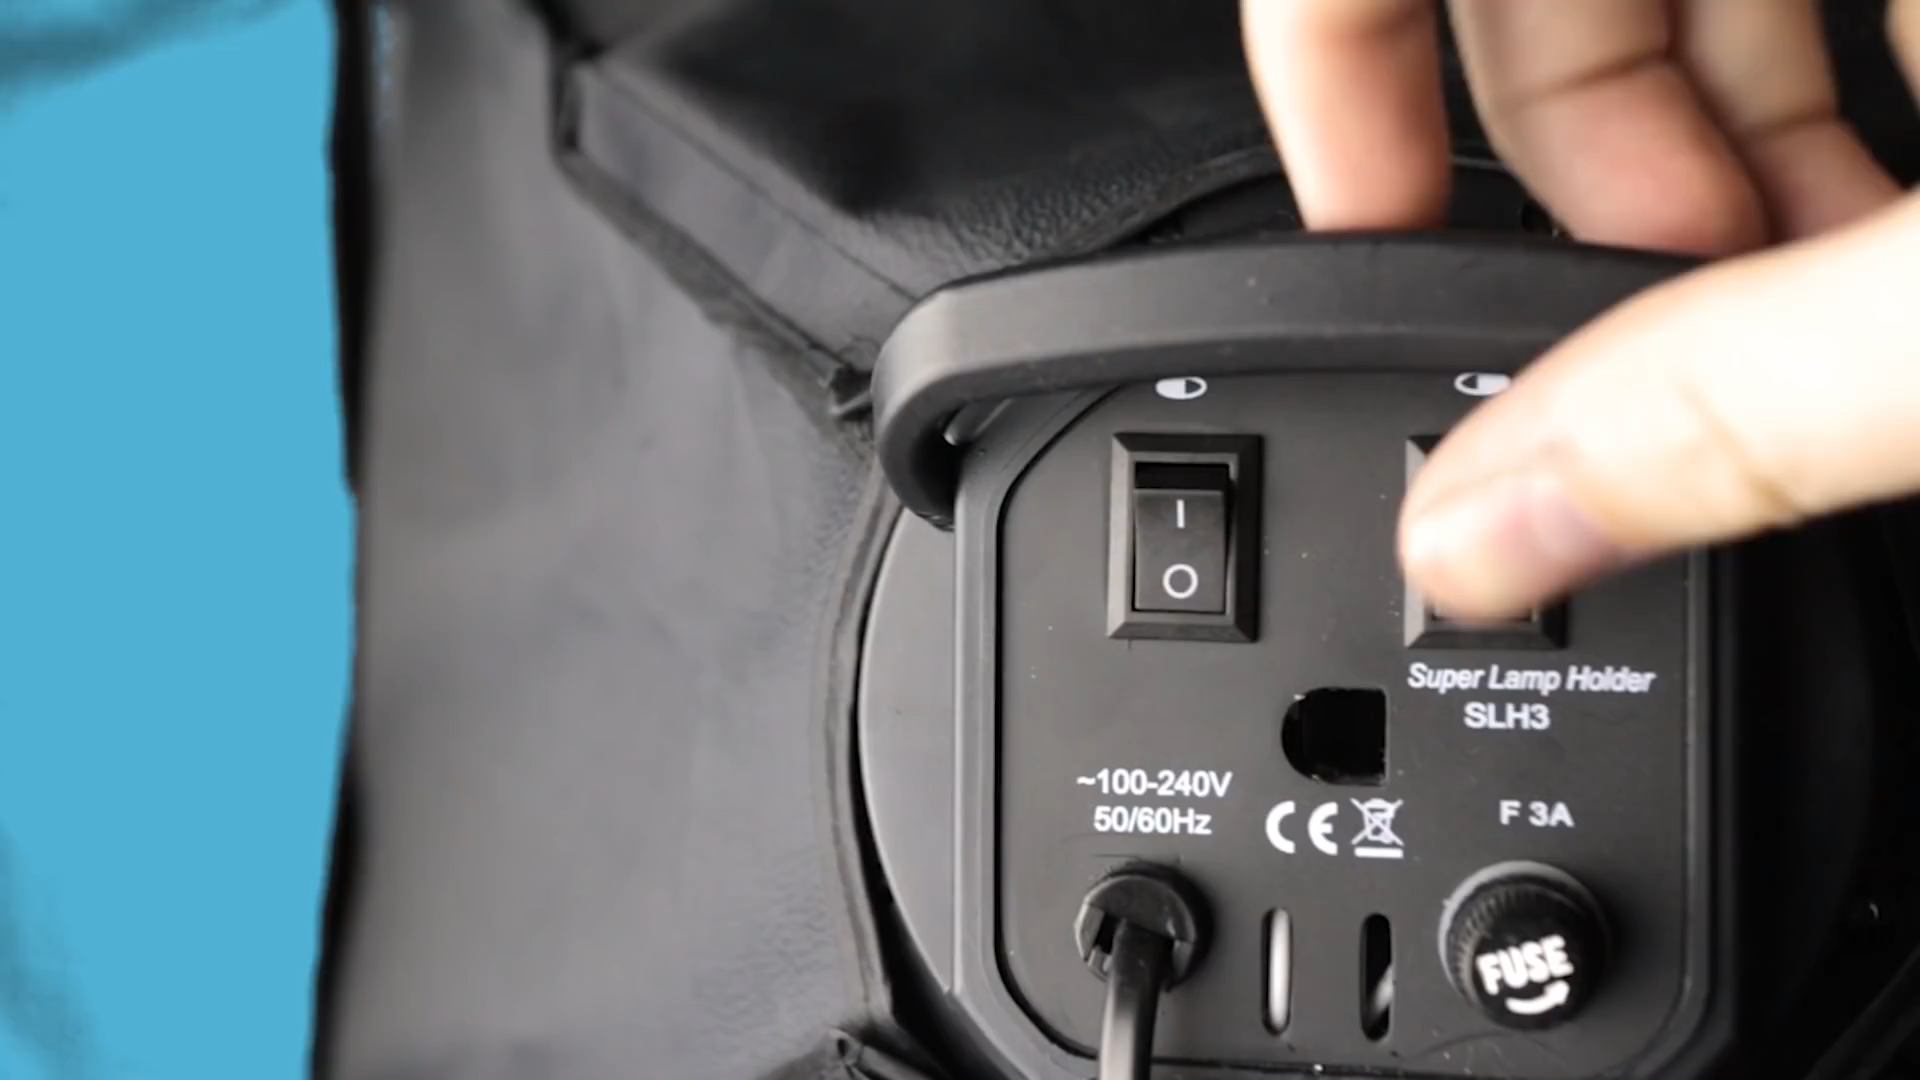 I
O
Super Lamp Holder
SLH3
~100-240V
50/60Hz
CE
F 3A
FUSE